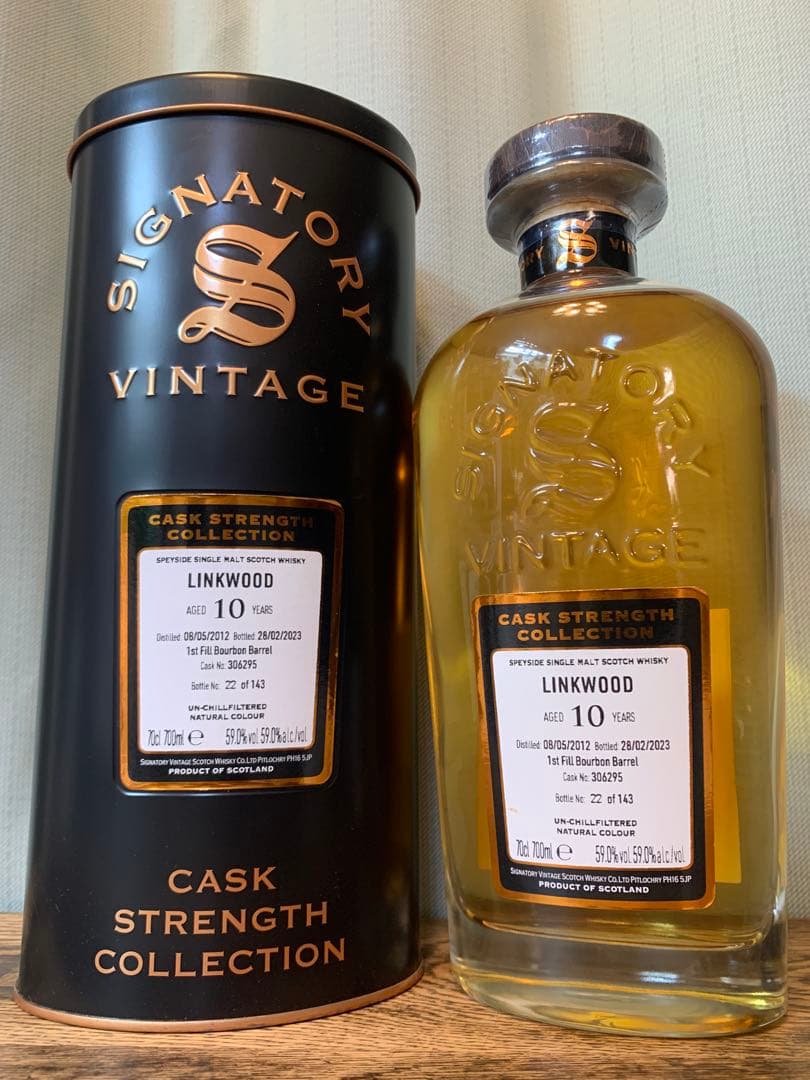 SIGNATORY
S
VINTAGE
CASK STRENGTH
COLLECTION
SPEYSIDE SINGLE MALT SCOTCH WHISKY
LINKWOOD
AGED 10 YEARS
Distilled: 08/05/2012 Bottled: 28/02/2023
1st Fill Bourbon Barrel
Cask No: 306295
Bottle No: 22 of 143
UN-CHILLFILTERED
NATURAL COLOUR
70cl 700ml e 59.0%vol 59.0%alc/vol
SIGNATORY VINTAGE SCOTCH WHISKY CO. LTD PITLOCHRY PH16 5JP
PRODUCT OF SCOTLAND
CASK
STRENGTH
COLLECTION
S
SIGNATORY
S
VINTAGE
CASK STRENGTH
COLLECTION
SPEYSIDE SINGLE MALT SCOTCH WHISKY
LINKWOOD
AGED 10 YEARS
Distilled: 08/05/2012 Bottled: 28/02/2023
1st Fill Bourbon Barrel
Cask No: 306295
Bottle No: 22 of 143
UN-CHILLFILTERED
NATURAL COLOUR
70cl 700ml e 59.0%vol 59.0%alc/vol
SIGNATORY VINTAGE SCOTCH WHISKY CO. LTD PITLOCHRY PH16 5JP
PRODUCT OF SCOTLAND